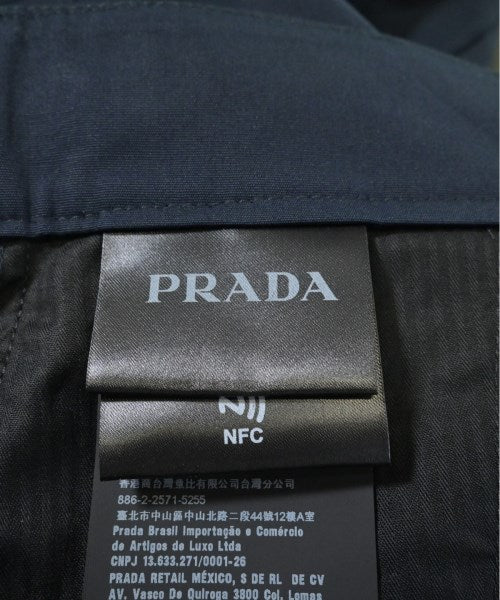 PRADA
NFC
香港商台灣普比有限公司台灣分公司
886-2-2571-5255
臺北市中山區中山北路二段44號12樓A室
Prada Brasil Importação e Comércio
de Artigos de Luxo Ltda
CNPJ 13.633.271/0001-26
PRADA RETAIL MÉXICO, S DE RL DE CV
AV. Vasco De Quiroga 3800 Col. Lomas